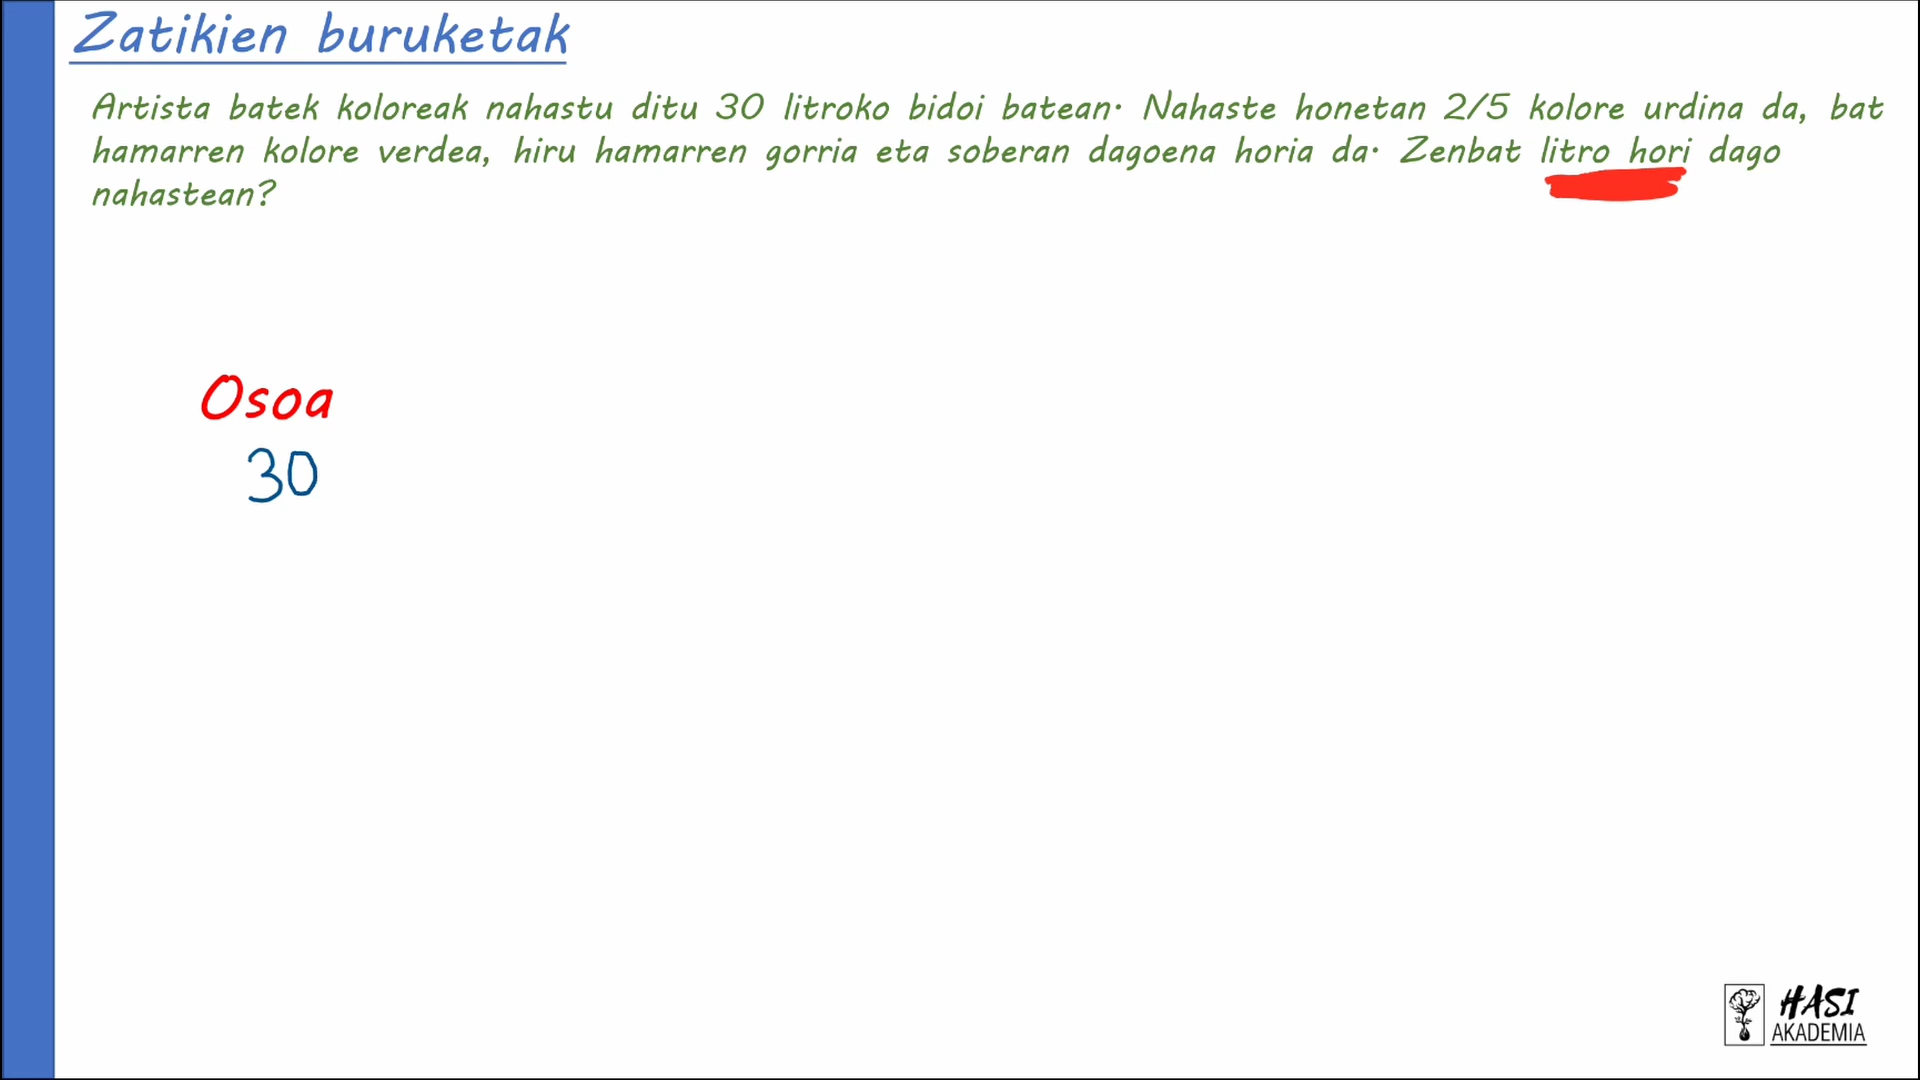 Zatikien buruketak
Artista batek koloreak nahastu ditu 30 litroko bidoi batean. Nahaste honetan 2/5 kolore urdina da, bat
hamarren kolore verdea, hiru hamarren gorria eta soberan dagoena horia da. Zenbat litro hori dago
nahastean?
Osoa
30
HASI
AKADEMIA